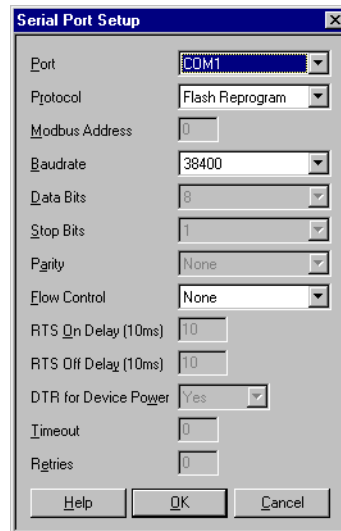 Serial Port Setup
Port COM1
Protocol Flash Reprogram
Modbus Address 0
Baudrate 38400
Data Bits 8
Stop Bits 1
Parity None
Flow Control None
RTS On Delay (10ms) 10
RTS Off Delay (10ms) 10
DTR for Device Power Yes
Timeout 0
Retries 0
Help OK Cancel